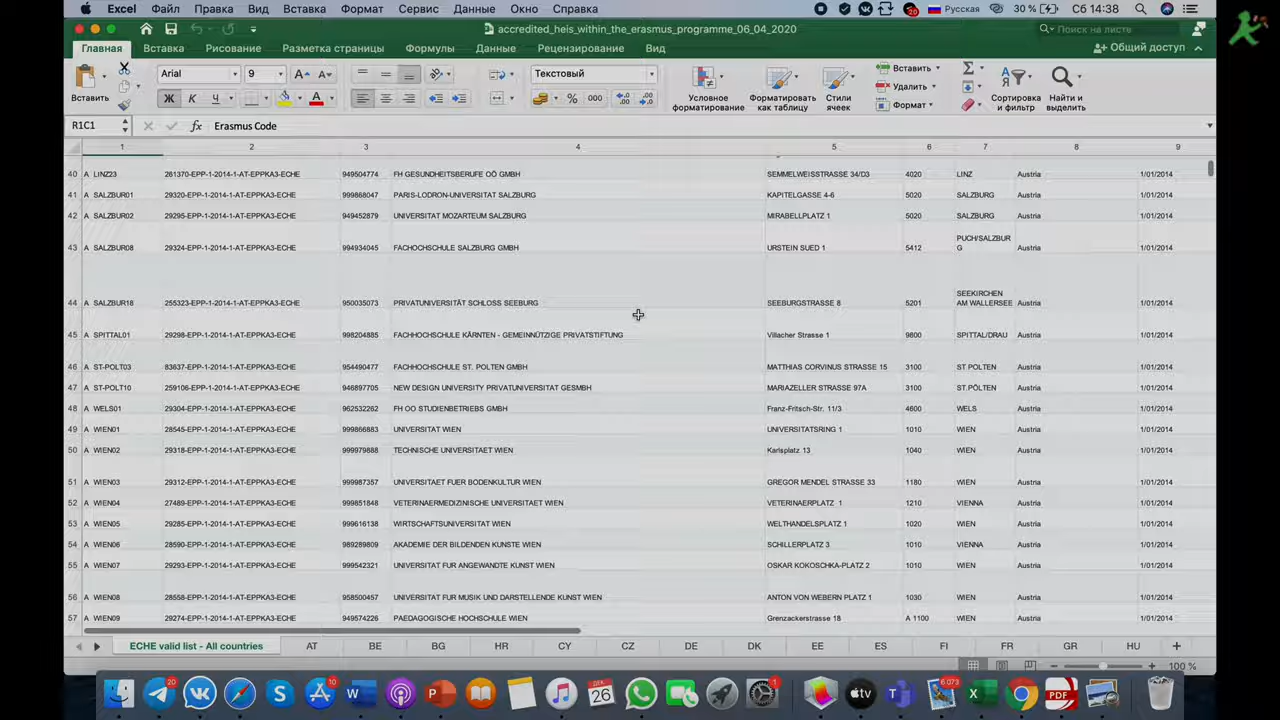 Excel Файл Правка Вид Вставка Формат Сервис Данные Окно Справка 20 Русская 30 % Сб 14:38
accredited_heis_within_the_erasmus_programme_06_04_2020 Поиск на листе
Главная Вставка Рисование Разметка страницы Формулы Данные Рецензирование Вид Общий доступ
Вставить Arial 9 Текстовый Условное форматирование Форматировать как таблицу Стили ячеек Вставить Удалить Формат Сортировка и фильтр Найти и выделить
Ж К Ч % 000
R1C1 fx Erasmus Code
1 2 3 4 5 6 7 8 9
40 A LINZ23 261370-EPP-1-2014-1-AT-EPPKA3-ECHE 949504774 FH GESUNDHEITSBERUFE OÖ GMBH SEMMELWEISSTRASSE 34/D3 4020 LINZ Austria 1/01/2014
41 A SALZBUR01 29320-EPP-1-2014-1-AT-EPPKA3-ECHE 999868047 PARIS-LODRON-UNIVERSITAT SALZBURG KAPITELGASSE 4-6 5020 SALZBURG Austria 1/01/2014
42 A SALZBUR02 29295-EPP-1-2014-1-AT-EPPKA3-ECHE 949452879 UNIVERSITAT MOZARTEUM SALZBURG MIRABELLPLATZ 1 5020 SALZBURG Austria 1/01/2014
43 A SALZBUR08 29324-EPP-1-2014-1-AT-EPPKA3-ECHE 994934045 FACHOCHSCHULE SALZBURG GMBH URSTEIN SUED 1 5412 PUCH/SALZBURG Austria 1/01/2014
44 A SALZBUR18 255323-EPP-1-2014-1-AT-EPPKA3-ECHE 950035073 PRIVATUNIVERSITÄT SCHLOSS SEEBURG SEEBURGSTRASSE 8 5201 SEEKIRCHEN AM WALLERSEE Austria 1/01/2014
45 A SPITTAL01 29298-EPP-1-2014-1-AT-EPPKA3-ECHE 998204885 FACHHOCHSCHULE KÄRNTEN - GEMEINNÜTZIGE PRIVATSTIFTUNG Villacher Strasse 1 9800 SPITTAL/DRAU Austria 1/01/2014
46 A ST-POLT03 83637-EPP-1-2014-1-AT-EPPKA3-ECHE 954490477 FACHHOCHSCHULE ST. POLTEN GMBH MATTHIAS CORVINUS STRASSE 15 3100 ST POLTEN Austria 1/01/2014
47 A ST-POLT10 259106-EPP-1-2014-1-AT-EPPKA3-ECHE 946897705 NEW DESIGN UNIVERSITY PRIVATUNIVERSITAT GESMBH MARIAZELLER STRASSE 97A 3100 ST.PÖLTEN Austria 1/01/2014
48 A WELS01 29304-EPP-1-2014-1-AT-EPPKA3-ECHE 962532262 FH OO STUDIENBETRIEBS GMBH Franz-Fritsch-Str. 11/3 4600 WELS Austria 1/01/2014
49 A WIEN01 28545-EPP-1-2014-1-AT-EPPKA3-ECHE 999866883 UNIVERSITAT WIEN UNIVERSITATSRING 1 1010 WIEN Austria 1/01/2014
50 A WIEN02 29318-EPP-1-2014-1-AT-EPPKA3-ECHE 999979888 TECHNISCHE UNIVERSITAET WIEN Karlsplatz 13 1040 WIEN Austria 1/01/2014
51 A WIEN03 29312-EPP-1-2014-1-AT-EPPKA3-ECHE 999987357 UNIVERSITAET FUER BODENKULTUR WIEN GREGOR MENDEL STRASSE 33 1180 WIEN Austria 1/01/2014
52 A WIEN04 27489-EPP-1-2014-1-AT-EPPKA3-ECHE 999851848 VETERINAERMEDIZINISCHE UNIVERSITAET WIEN VETERINAERPLATZ 1 1210 VIENNA Austria 1/01/2014
53 A WIEN05 29285-EPP-1-2014-1-AT-EPPKA3-ECHE 999616138 WIRTSCHAFTSUNIVERSITAT WIEN WELTHANDELSPLATZ 1 1020 WIEN Austria 1/01/2014
54 A WIEN06 28590-EPP-1-2014-1-AT-EPPKA3-ECHE 989289809 AKADEMIE DER BILDENDEN KUNSTE WIEN SCHILLERPLATZ 3 1010 VIENNA Austria 1/01/2014
55 A WIEN07 29293-EPP-1-2014-1-AT-EPPKA3-ECHE 999542321 UNIVERSITAT FUR ANGEWANDTE KUNST WIEN OSKAR KOKOSCHKA-PLATZ 2 1010 WIEN Austria 1/01/2014
56 A WIEN08 28558-EPP-1-2014-1-AT-EPPKA3-ECHE 958500457 UNIVERSITAT FUR MUSIK UND DARSTELLENDE KUNST WIEN ANTON VON WEBERN PLATZ 1 1030 WIEN Austria 1/01/2014
57 A WIEN09 29274-EPP-1-2014-1-AT-EPPKA3-ECHE 949574226 PAEDAGOGISCHE HOCHSCHULE WIEN Grenzackerstrasse 18 A 1100 WIEN Austria 1/01/2014
ECHE valid list - All countries AT BE BG HR CY CZ DE DK EE ES FI FR GR HU
100 %
20 10 ДЕК. 26 1 6 073 tv PDF